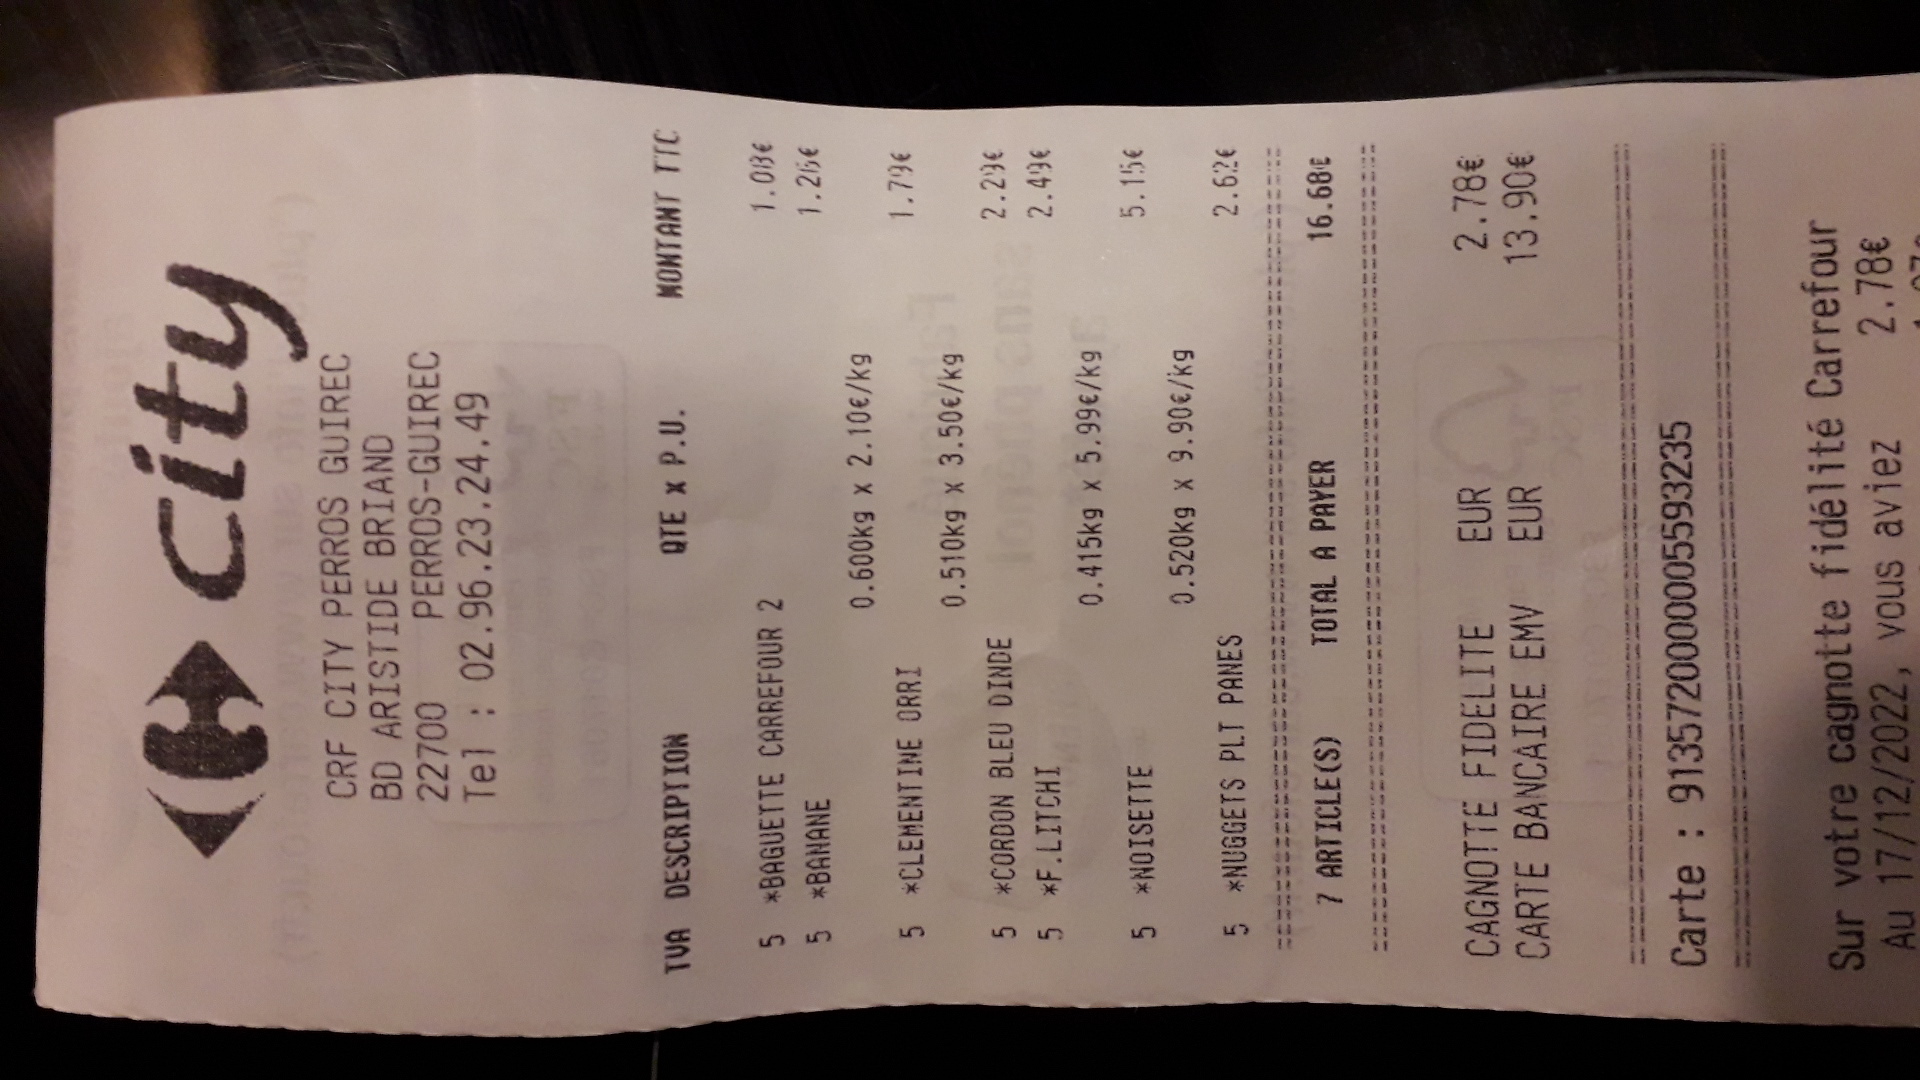 City
CRF CITY PERROS GUIREC
BD ARISTIDE BRIAND
22700 PERROS-GUIREC
Tel : 02.96.23.24.49
TVA DESCRIPTION QTE x P.U. MONTANT TTC
5 *BAGUETTE CARREFOUR 2 1.08€
5 *BANANE 1.26€
0.600kg x 2.10€/kg
5 *CLEMENTINE ORRI 1.79€
0.510kg x 3.50€/kg
5 *CORDON BLEU DINDE 2.29€
5 *F.LITCHI 2.49€
0.415kg x 5.99€/kg
5 *NOISETTE 5.15€
0.520kg x 9.90€/kg
5 *NUGGETS PLT PANES 2.62€
7 ARTICLE(S) TOTAL A PAYER 16.68€
CAGNOTTE FIDELITE EUR 2.78€
CARTE BANCAIRE EMV EUR 13.90€
Carte : 9135720000005593235
Sur votre cagnotte fidélité Carrefour
Au 17/12/2022, vous aviez 2.78€